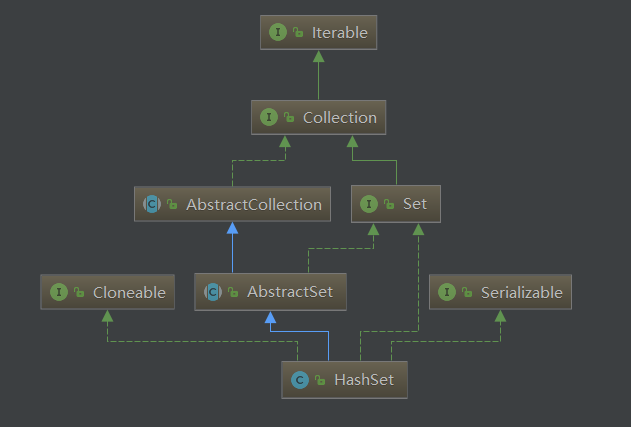 I Iterable
I Collection
C AbstractCollection
I Set
I Cloneable
C AbstractSet
I Serializable
C HashSet